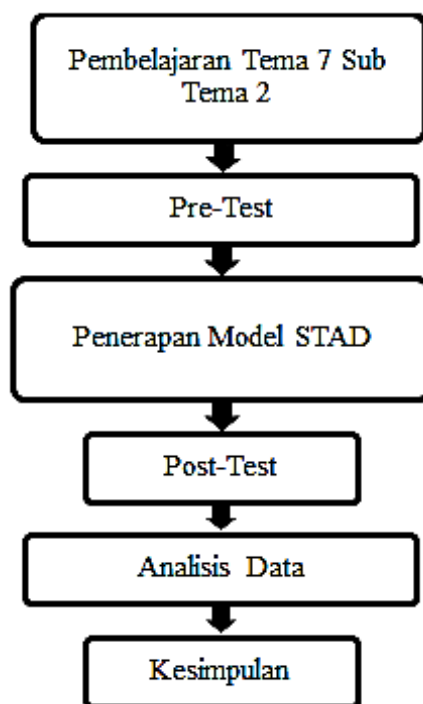 Pembelajaran Tema 7 Sub
Tema 2
Pre-Test
Penerapan Model STAD
Post-Test
Analisis Data
Kesimpulan